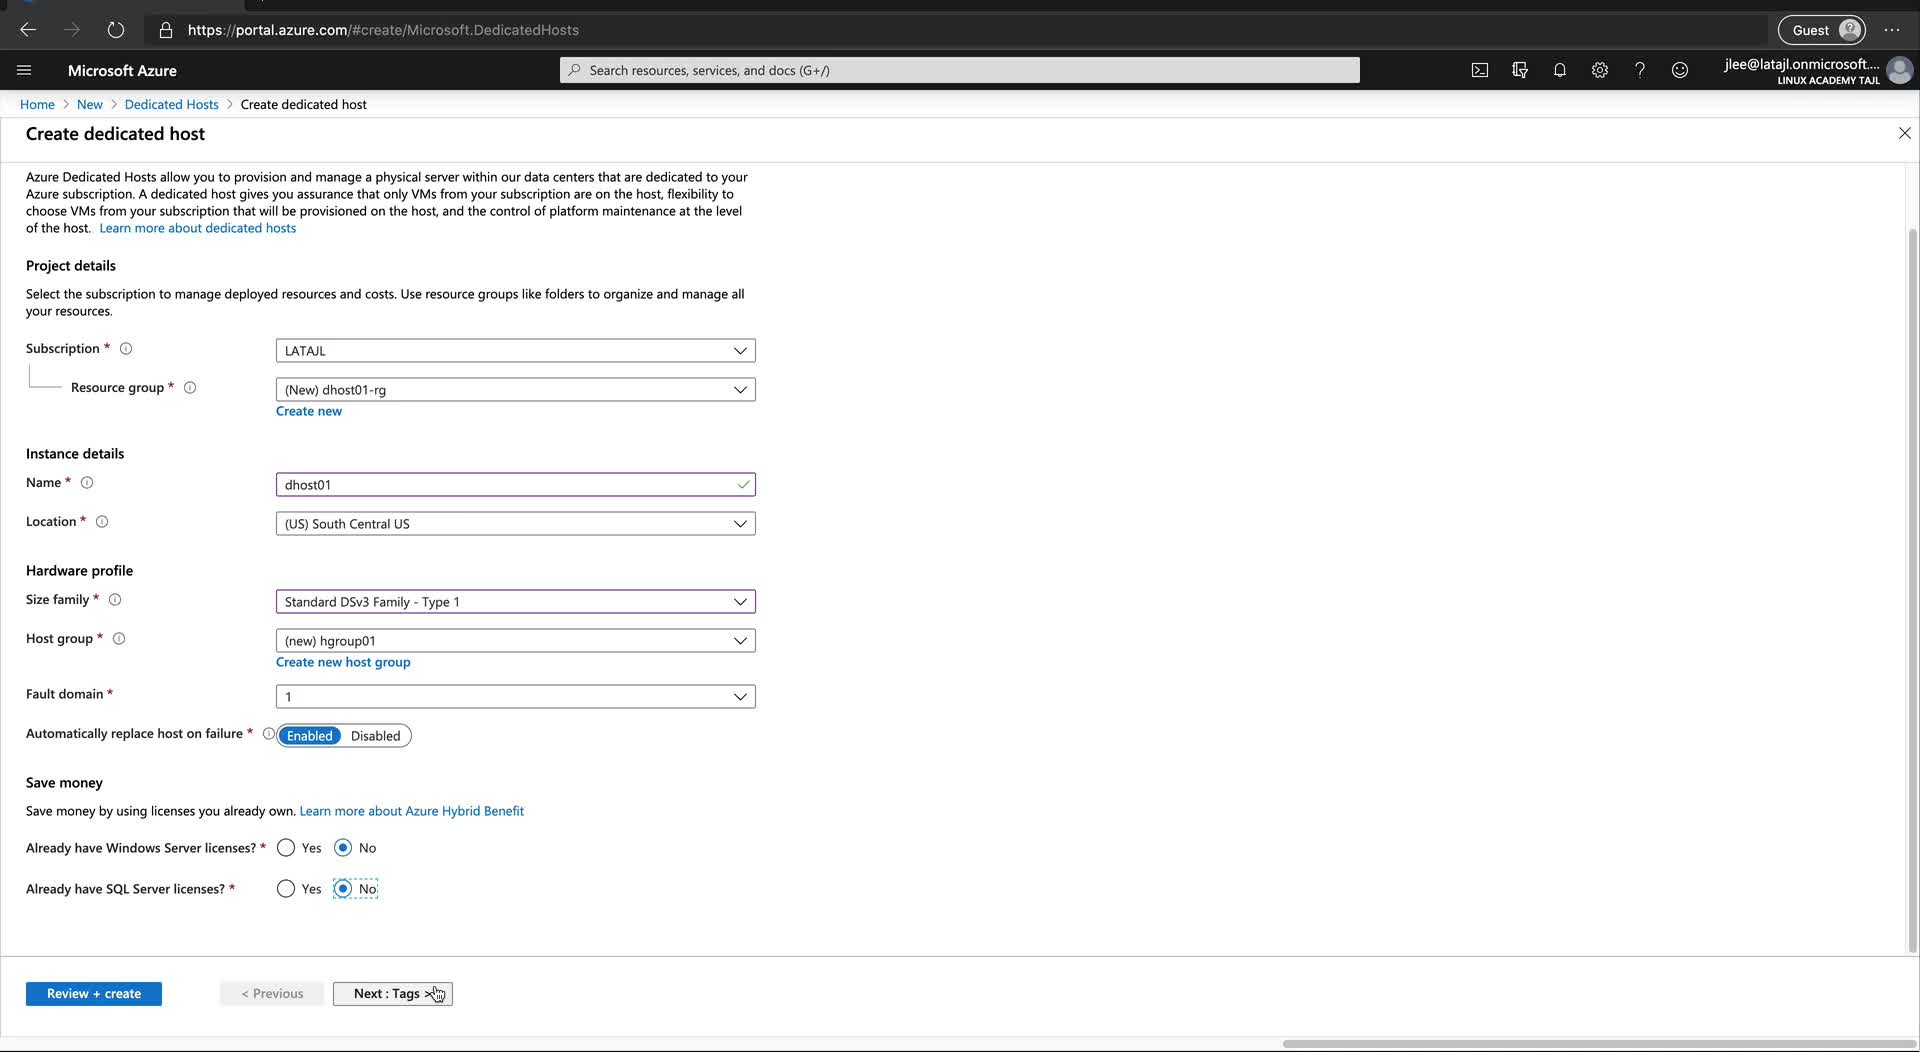 https://portal.azure.com/#create/Microsoft.DedicatedHosts
Guest
Microsoft Azure
Search resources, services, and docs (G+/)
jlee@latajl.onmicrosoft....
LINUX ACADEMY TAJL
Home > New > Dedicated Hosts > Create dedicated host
Create dedicated host
Azure Dedicated Hosts allow you to provision and manage a physical server within our data centers that are dedicated to your
Azure subscription. A dedicated host gives you assurance that only VMs from your subscription are on the host, flexibility to
choose VMs from your subscription that will be provisioned on the host, and the control of platform maintenance at the level
of the host. Learn more about dedicated hosts
Project details
Select the subscription to manage deployed resources and costs. Use resource groups like folders to organize and manage all
your resources.
Subscription *
LATAJL
Resource group *
(New) dhost01-rg
Create new
Instance details
Name *
dhost01
Location *
(US) South Central US
Hardware profile
Size family *
Standard DSv3 Family - Type 1
Host group *
(new) hgroup01
Create new host group
Fault domain *
1
Automatically replace host on failure *
Enabled Disabled
Save money
Save money by using licenses you already own. Learn more about Azure Hybrid Benefit
Already have Windows Server licenses? * Yes No
Already have SQL Server licenses? * Yes No
Review + create
< Previous
Next : Tags >